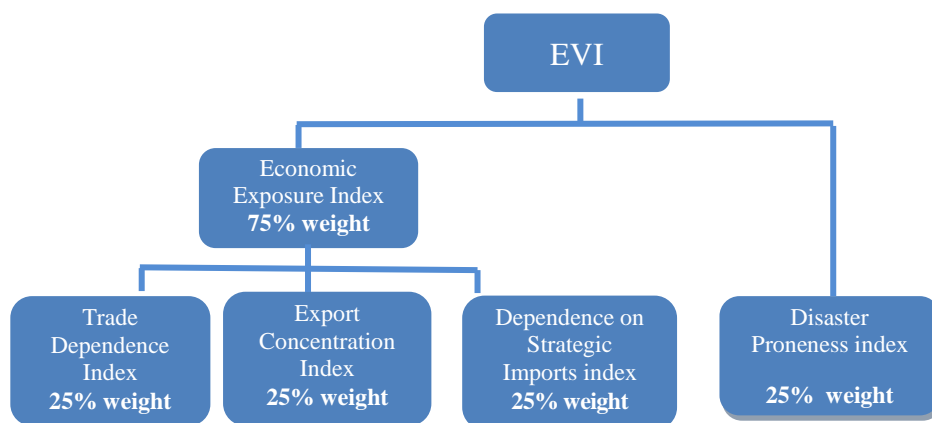 EVI
Economic
Exposure Index
75% weight
Trade
Dependence
Index
25% weight
Export
Concentration
Index
25% weight
Dependence on
Strategic
Imports index
25% weight
Disaster
Proneness index
25% weight